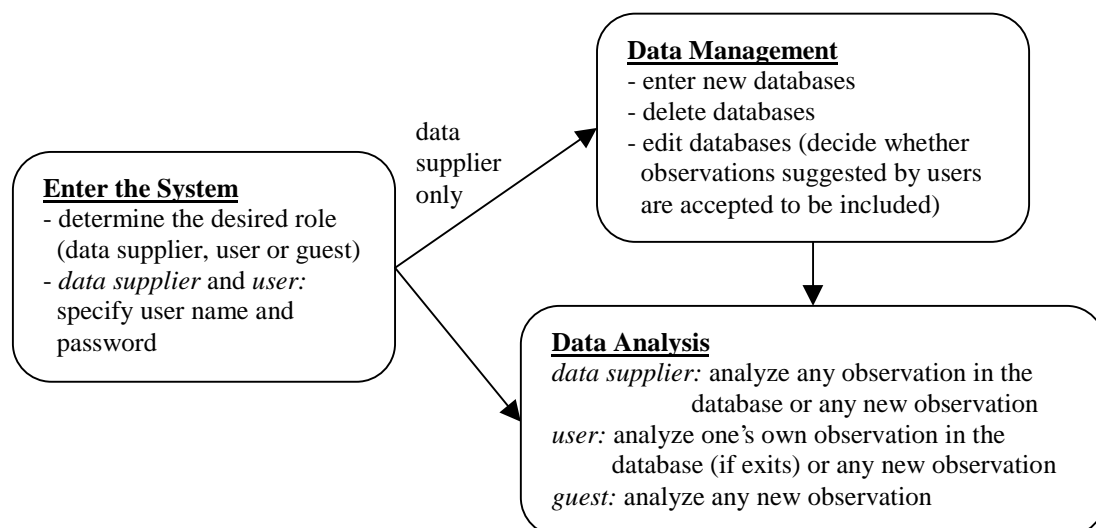 Enter the System
- determine the desired role
(data supplier, user or guest)
- data supplier and user:
specify user name and
password
data
supplier
only
Data Management
- enter new databases
- delete databases
- edit databases (decide whether
observations suggested by users
are accepted to be included)
Data Analysis
data supplier: analyze any observation in the
database or any new observation
user: analyze one’s own observation in the
database (if exits) or any new observation
guest: analyze any new observation